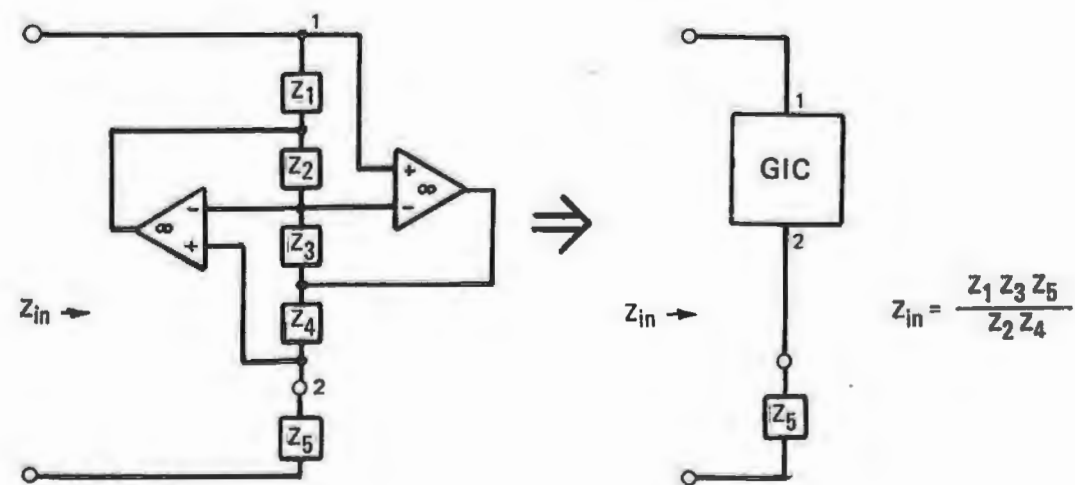 1
Z1
Z2
+
∞
-
-
∞
+
Z3
Zin →
Z4
2
Z5
⇒
1
GIC
2
Zin →
Z5
Zin = Z1 Z3 Z5 / Z2 Z4